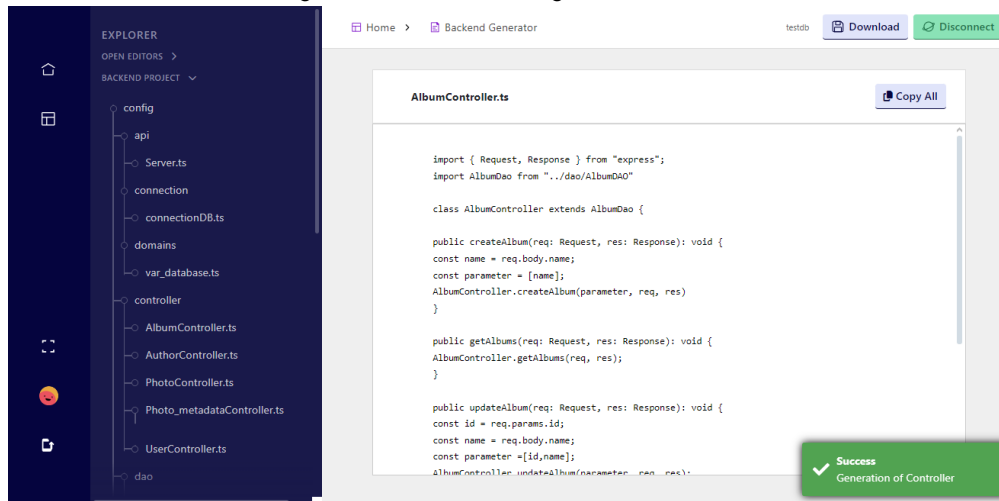 EXPLORER
OPEN EDITORS
BACKEND PROJECT
config
api
Server.ts
connection
connectionDB.ts
domains
var_database.ts
controller
AlbumController.ts
AuthorController.ts
PhotoController.ts
Photo_metadataController.ts
UserController.ts
dao
Home > Backend Generator
testdb
Download
Disconnect
AlbumController.ts
Copy All
import { Request, Response } from "express";
import AlbumDao from "../dao/AlbumDAO"
class AlbumController extends AlbumDao {
public createAlbum(req: Request, res: Response): void {
const name = req.body.name;
const parameter = [name];
AlbumController.createAlbum(parameter, req, res)
}
public getAlbums(req: Request, res: Response): void {
AlbumController.getAlbums(req, res);
}
public updateAlbum(req: Request, res: Response): void {
const id = req.params.id;
const name = req.body.name;
const parameter =[id,name];
AlbumController.updateAlbum(parameter, req, res);
Success
Generation of Controller